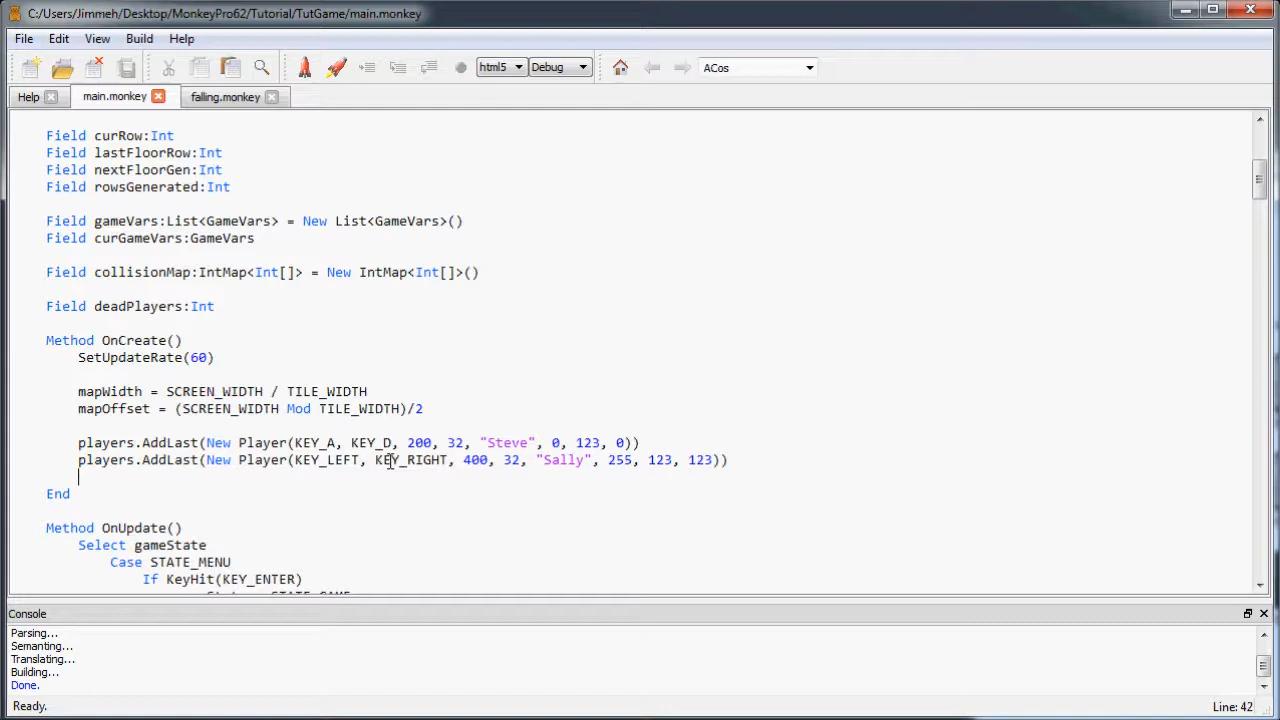 C:/Users/Jimmeh/Desktop/MonkeyPro62/Tutorial/TutGame/main.monkey
File Edit View Build Help
html5 Debug ACos
Help main.monkey falling.monkey
Field curRow:Int
Field lastFloorRow:Int
Field nextFloorGen:Int
Field rowsGenerated:Int
Field gameVars:List<GameVars> = New List<GameVars>()
Field curGameVars:GameVars
Field collisionMap:IntMap<Int[]> = New IntMap<Int[]>()
Field deadPlayers:Int
Method OnCreate()
SetUpdateRate(60)
mapWidth = SCREEN_WIDTH / TILE_WIDTH
mapOffset = (SCREEN_WIDTH Mod TILE_WIDTH)/2
players.AddLast(New Player(KEY_A, KEY_D, 200, 32, "Steve", 0, 123, 0))
players.AddLast(New Player(KEY_LEFT, KEY_RIGHT, 400, 32, "Sally", 255, 123, 123))
End
Method OnUpdate()
Select gameState
Case STATE_MENU
If KeyHit(KEY_ENTER)
Console
Parsing...
Semanting...
Translating...
Building...
Done.
Ready. Line: 42